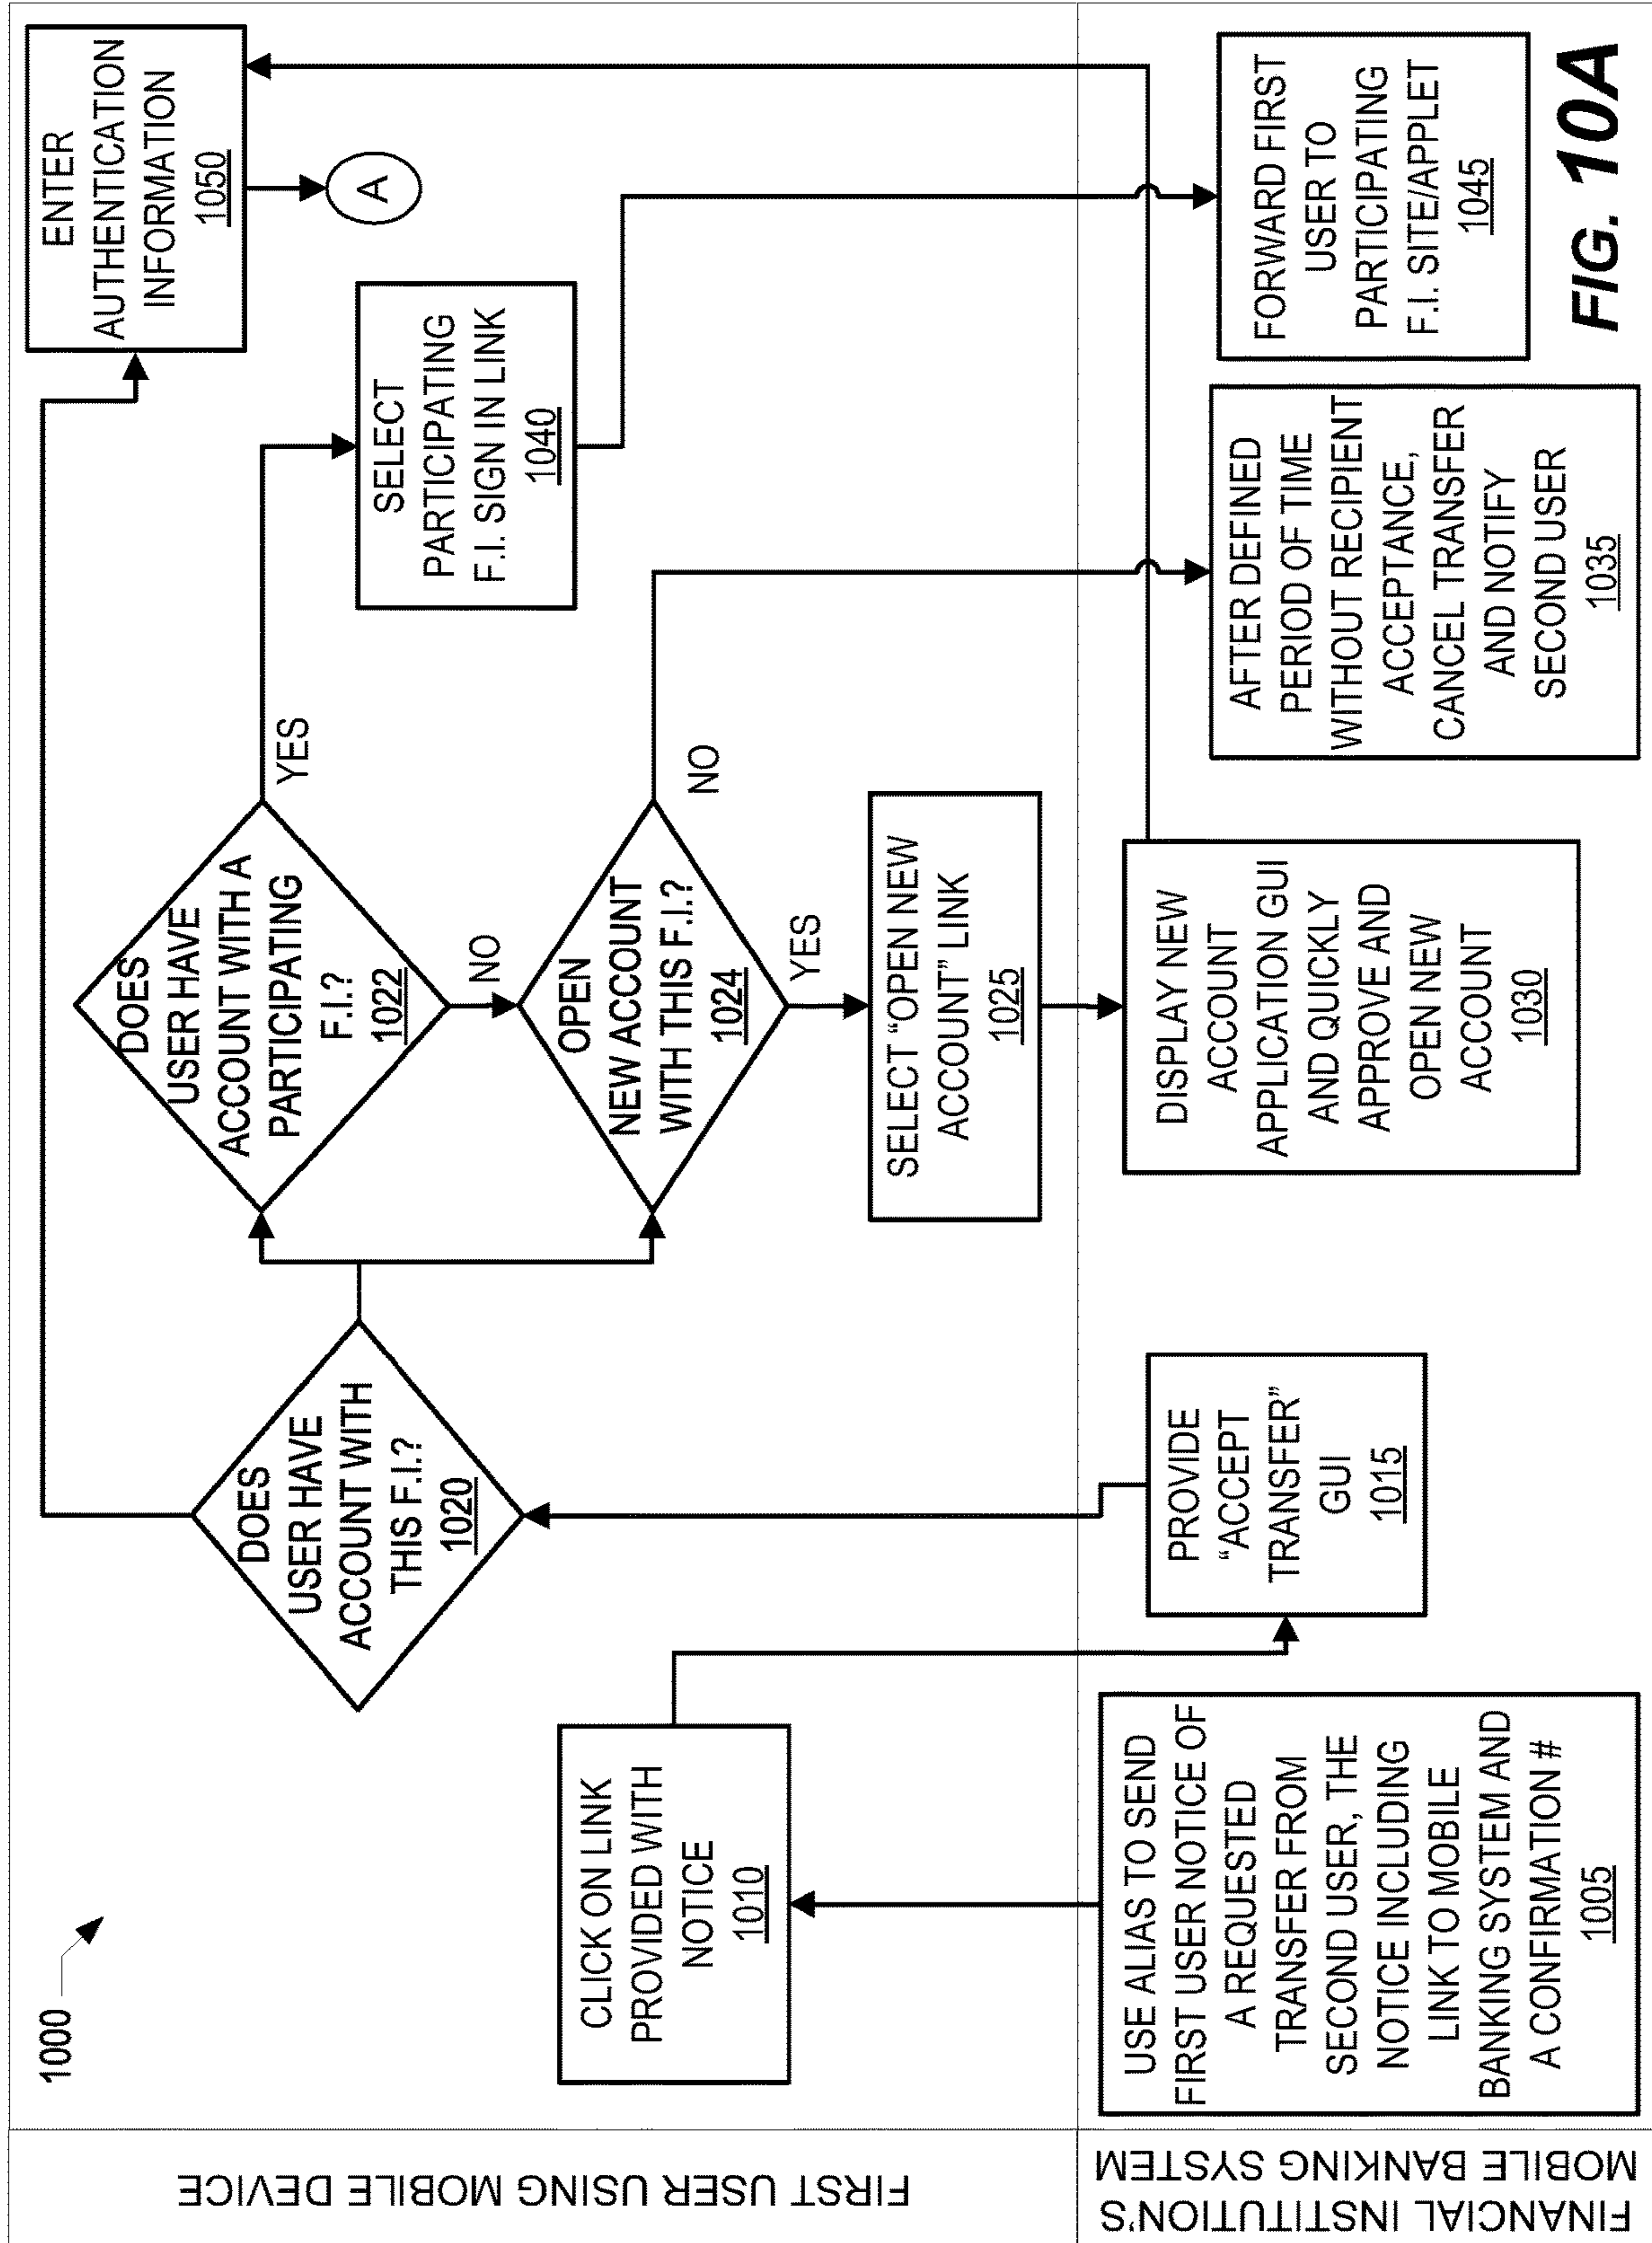 1000
FIRST USER USING MOBILE DEVICE
CLICK ON LINK
PROVIDED WITH
NOTICE
1010
DOES
USER HAVE
ACCOUNT WITH
THIS F.I.?
1020
DOES
USER HAVE
ACCOUNT WITH A
PARTICIPATING
F.I.?
1022
YES
NO
OPEN
NEW ACCOUNT
WITH THIS F.I.?
1024
NO
YES
SELECT "OPEN NEW
ACCOUNT" LINK
1025
SELECT
PARTICIPATING
F.I. SIGN IN LINK
1040
ENTER
AUTHENTICATION
INFORMATION
1050
A
FINANCIAL INSTITUTION'S
MOBILE BANKING SYSTEM
USE ALIAS TO SEND
FIRST USER NOTICE OF
A REQUESTED
TRANSFER FROM
SECOND USER, THE
NOTICE INCLUDING
LINK TO MOBILE
BANKING SYSTEM AND
A CONFIRMATION #
1005
PROVIDE
"ACCEPT
TRANSFER"
GUI
1015
DISPLAY NEW
ACCOUNT
APPLICATION GUI
AND QUICKLY
APPROVE AND
OPEN NEW
ACCOUNT
1030
AFTER DEFINED
PERIOD OF TIME
WITHOUT RECIPIENT
ACCEPTANCE,
CANCEL TRANSFER
AND NOTIFY
SECOND USER
1035
FORWARD FIRST
USER TO
PARTICIPATING
F.I. SITE/APPLET
1045
FIG. 10A